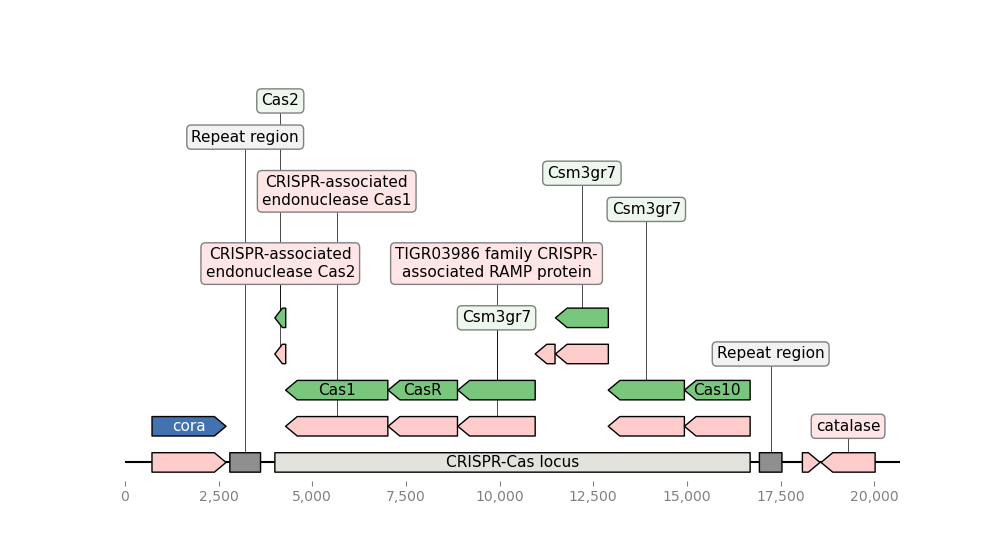 Cas2
Repeat region
Csm3gr7
CRISPR-associated
endonuclease Cas1
Csm3gr7
CRISPR-associated
endonuclease Cas2
TIGR03986 family CRISPR-
associated RAMP protein
Csm3gr7
Repeat region
Cas1
CasR
Cas10
cora
catalase
CRISPR-Cas locus
0 2,500 5,000 7,500 10,000 12,500 15,000 17,500 20,000